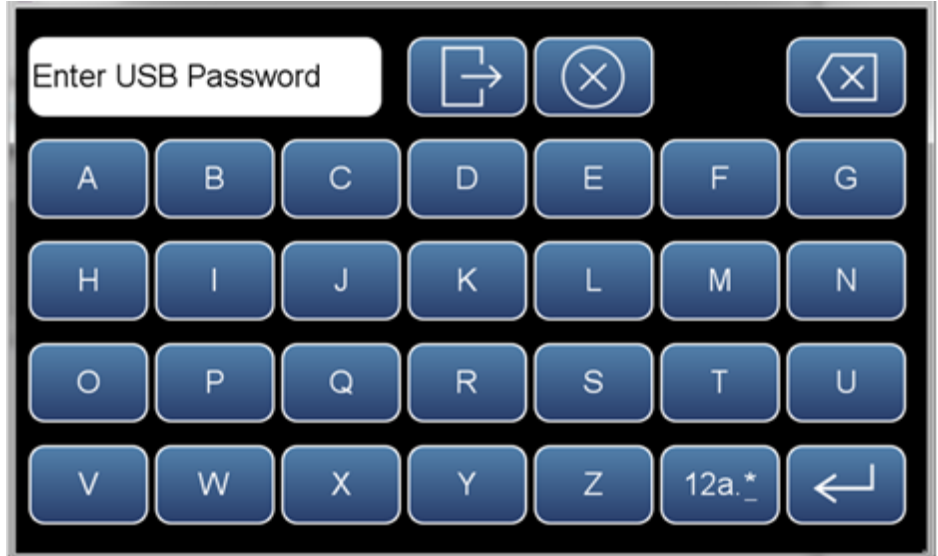 Enter USB Password
A B C D E F G
H I J K L M N
O P Q R S T U
V W X Y Z 12a.*_